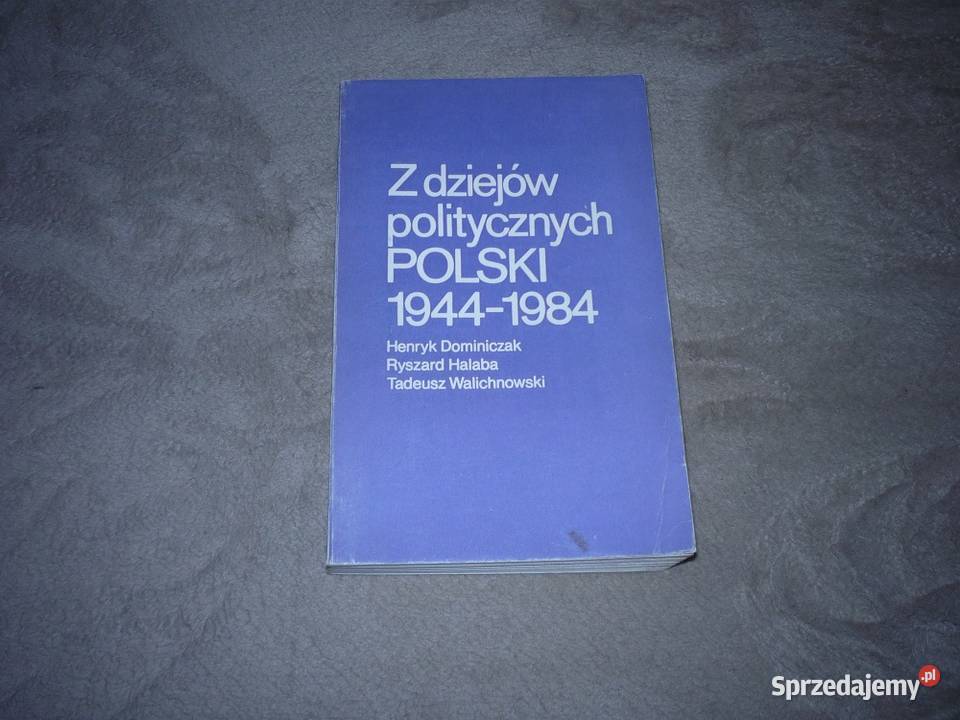 Z dziejów
politycznych
POLSKI
1944-1984
Henryk Dominiczak
Ryszard Halaba
Tadeusz Walichnowski
Sprzedajemy.pl